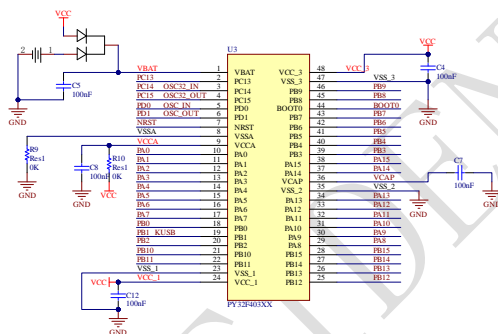 VCC
U3
VCC
2 1
VBAT 1 VBAT VCC_3 48 VCC_3
PC13 2 PC13 VSS_3 47 VSS_3
PC14 OSC32_IN 3 PC14 PB9 46 PB9
PC15 OSC32_OUT 4 PC15 PB8 45 PB8
PD0 OSC_IN 5 PD0 BOOT0 44 BOOT0
PD1 OSC_OUT 6 PD1 PB7 43 PB7
NRST 7 NRST PB6 42 PB6
VSSA 8 VSSA PB5 41 PB5
VCCA 9 VCCA PB4 40 PB4
PA0 10 PA0 PB3 39 PB3
PA1 11 PA1 PA15 38 PA15
PA2 12 PA2 PA14 37 PA14
PA3 13 PA3 VCAP 36 VCAP
PA4 14 PA4 VSS_2 35 VSS_2
PA5 15 PA5 PA13 34 PA13
PA6 16 PA6 PA12 33 PA12
PA7 17 PA7 PA11 32 PA11
PB0 18 PB0 PA10 31 PA10
PB1 KUSB 19 PB1 PA9 30 PA9
PB2 20 PB2 PA8 29 PA8
PB10 21 PB10 PB15 28 PB15
PB11 22 PB11 PB14 27 PB14
VSS_1 23 VSS_1 PB13 26 PB13
VCC VCC_1 24 VCC_1 PB12 25 PB12
PY32F403XX
C5
100nF
GND
GND
C4
100nF
GND
R9
Res1
0K
GND
C8
100nF
GND
R10
Res1
0K
VCC
C7
100nF
GND
GND
C12
100nF
GND